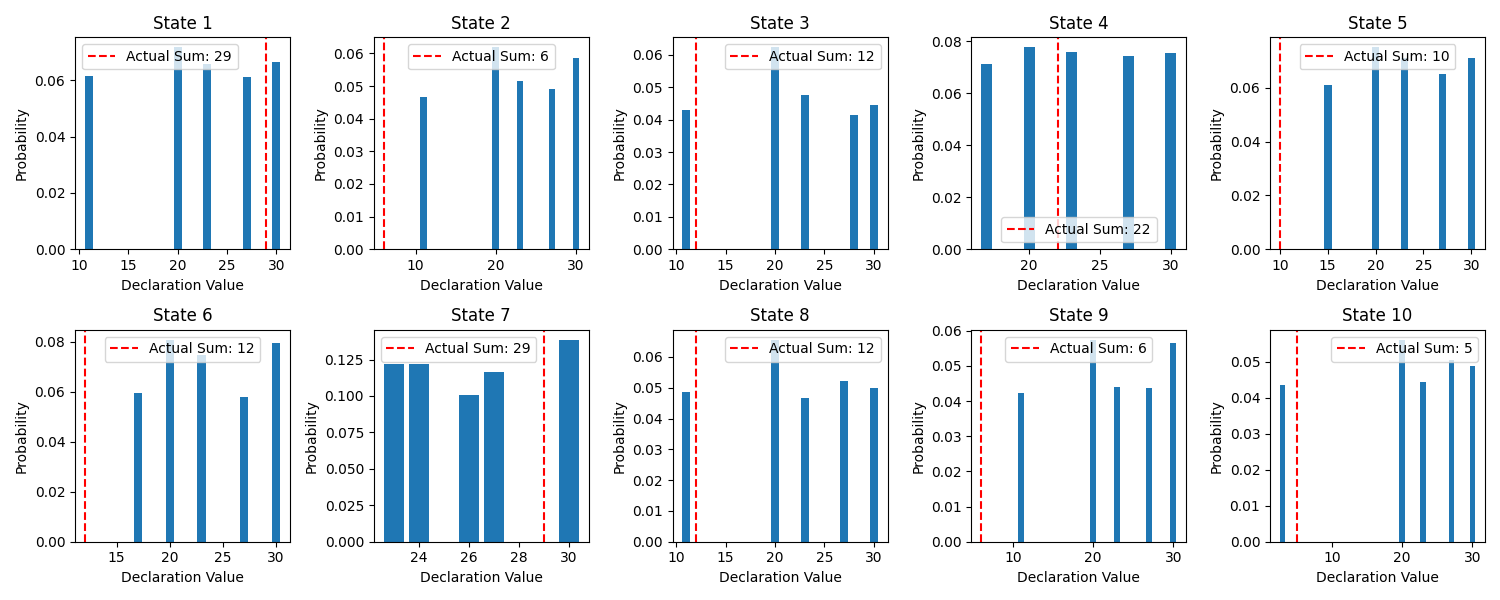 State 1
State 2
State 3
State 4
State 5
Actual Sum: 29
Actual Sum: 6
Actual Sum: 12
Actual Sum: 22
Actual Sum: 10
Probability
0.06
0.04
0.02
0.00
10
15
20
25
30
Declaration Value
Probability
0.06
0.05
0.04
0.03
0.02
0.01
0.00
10
20
30
Declaration Value
Probability
0.06
0.05
0.04
0.03
0.02
0.01
0.00
10
15
20
25
30
Declaration Value
Probability
0.08
0.06
0.04
0.02
0.00
20
25
30
Declaration Value
Probability
0.06
0.04
0.02
0.00
10
15
20
25
30
Declaration Value
State 6
State 7
State 8
State 9
State 10
Actual Sum: 12
Actual Sum: 29
Actual Sum: 12
Actual Sum: 6
Actual Sum: 5
Probability
0.08
0.06
0.04
0.02
0.00
15
20
25
30
Declaration Value
Probability
0.125
0.100
0.075
0.050
0.025
0.000
24
26
28
30
Declaration Value
Probability
0.06
0.05
0.04
0.03
0.02
0.01
0.00
10
15
20
25
30
Declaration Value
Probability
0.06
0.05
0.04
0.03
0.02
0.01
0.00
10
20
30
Declaration Value
Probability
0.05
0.04
0.03
0.02
0.01
0.00
10
20
30
Declaration Value